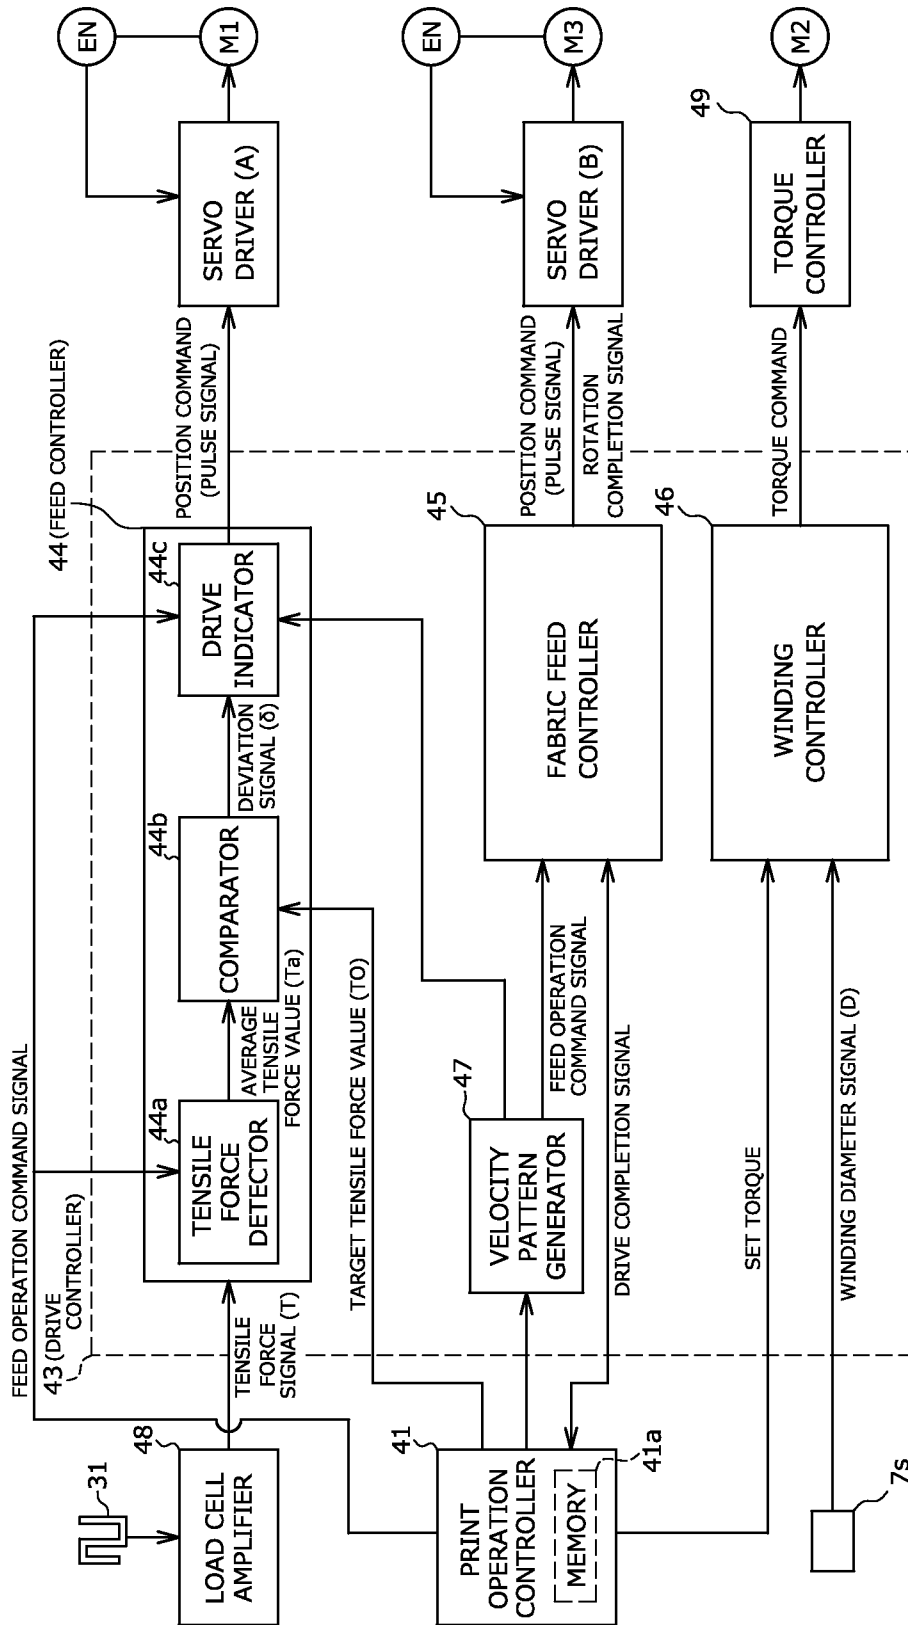 FEED OPERATION COMMAND SIGNAL
43 (DRIVE
CONTROLLER)
44 (FEED CONTROLLER)
31
48
LOAD CELL
AMPLIFIER
TENSILE
FORCE
SIGNAL (T)
44a
TENSILE
FORCE
DETECTOR
AVERAGE
TENSILE
FORCE VALUE (Ta)
44b
COMPARATOR
DEVIATION
SIGNAL (δ)
44c
DRIVE
INDICATOR
POSITION COMMAND
(PULSE SIGNAL)
SERVO
DRIVER (A)
EN
M1
TARGET TENSILE FORCE VALUE (TO)
41
PRINT
OPERATION
CONTROLLER
MEMORY
41a
47
VELOCITY
PATTERN
GENERATOR
FEED OPERATION
COMMAND SIGNAL
DRIVE COMPLETION SIGNAL
45
FABRIC FEED
CONTROLLER
POSITION COMMAND
(PULSE SIGNAL)
ROTATION
COMPLETION SIGNAL
SERVO
DRIVER (B)
EN
M3
SET TORQUE
7s
WINDING DIAMETER SIGNAL (D)
46
WINDING
CONTROLLER
TORQUE COMMAND
49
TORQUE
CONTROLLER
M2